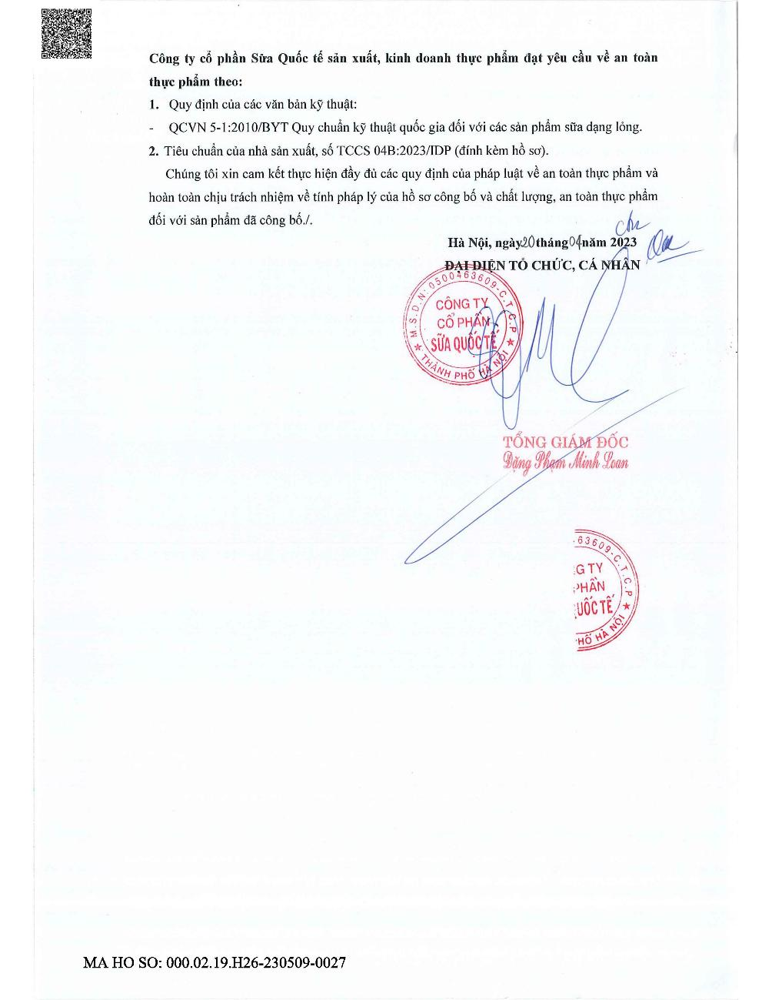 Công ty cổ phần Sữa Quốc tế sản xuất, kinh doanh thực phẩm đạt yêu cầu về an toàn
thực phẩm theo:
1. Quy định của các văn bản kỹ thuật:
- QCVN 5-1:2010/BYT Quy chuẩn kỹ thuật quốc gia đối với các sản phẩm sữa dạng lỏng.
2. Tiêu chuẩn của nhà sản xuất, số TCCS 04B:2023/IDP (đính kèm hồ sơ).
Chúng tôi xin cam kết thực hiện đầy đủ các quy định của pháp luật về an toàn thực phẩm và
hoàn toàn chịu trách nhiệm về tính pháp lý của hồ sơ công bố và chất lượng, an toàn thực phẩm
đối với sản phẩm đã công bố./.
Hà Nội, ngày 20 tháng 04 năm 2023
ĐẠI DIỆN TỔ CHỨC, CÁ NHÂN
M.S.D.N: 0500463609-C.T.C.P
CÔNG TY
CỔ PHẦN
SỮA QUỐC TẾ
THÀNH PHỐ HÀ NỘI
TỔNG GIÁM ĐỐC
Đặng Phạm Minh Loan
63609-C.T.C.P
G TY
PHẦN
UỐC TẾ
HỐ HÀ NỘI
MA HO SO: 000.02.19.H26-230509-0027